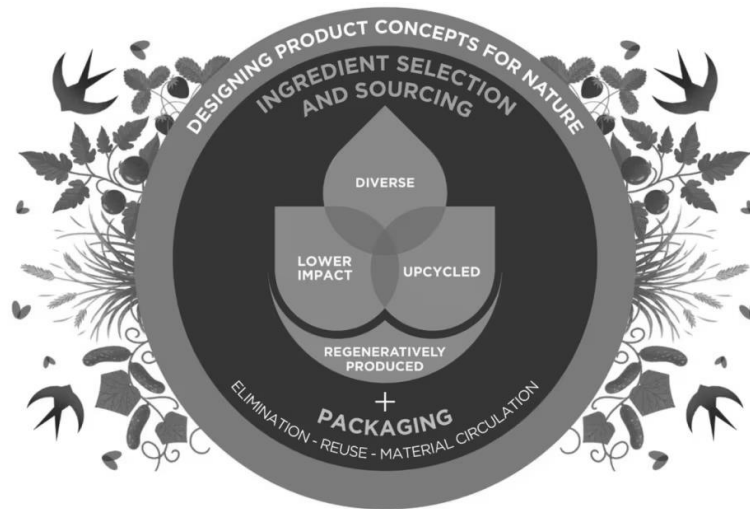 DESIGNING PRODUCT CONCEPTS FOR NATURE
INGREDIENT SELECTION
AND SOURCING
DIVERSE
LOWER
IMPACT
UPCYCLED
REGENERATIVELY
PRODUCED
+
PACKAGING
ELIMINATION - REUSE - MATERIAL CIRCULATION